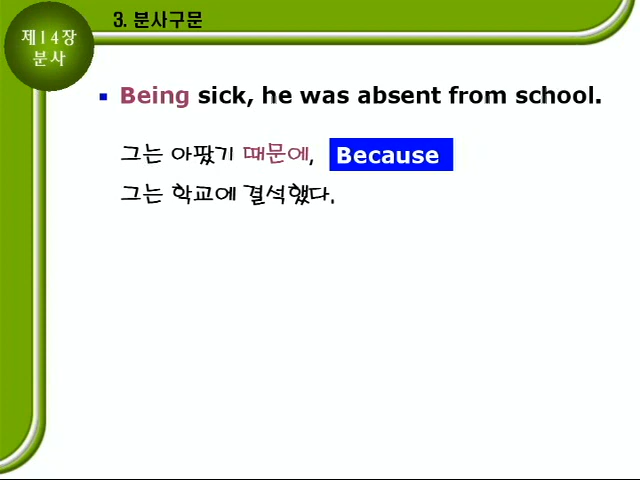 3. 분사구문
제14장
분사
Being sick, he was absent from school.
그는 아팠기 때문에, Because
그는 학교에 결석했다.